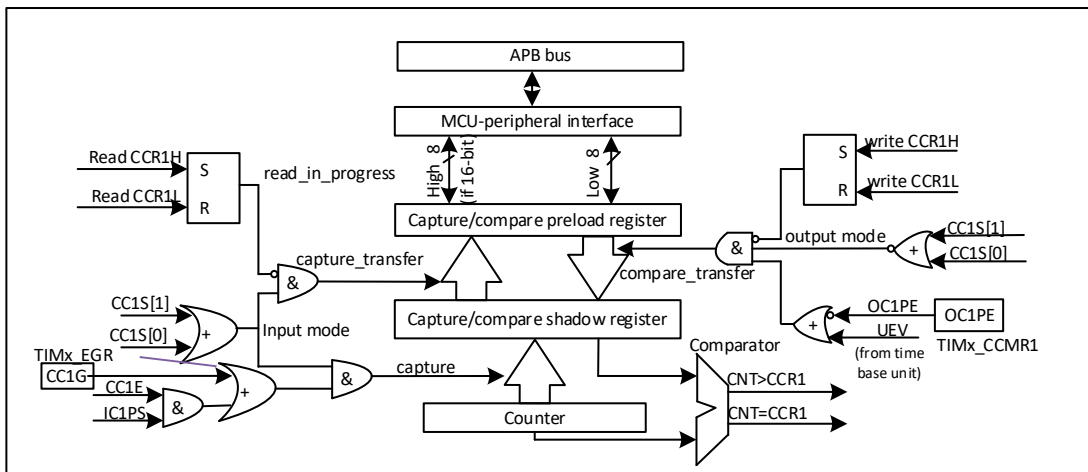 APB bus
MCU-peripheral interface
Read CCR1H
S
read_in_progress
Read CCR1L
R
High 8
(if 16-bit)
Low 8
S
write CCR1H
R
write CCR1L
Capture/compare preload register
CC1S[1]
output mode
CC1S[0]
+
&
capture_transfer
compare_transfer
&
CC1S[1]
CC1S[0]
+
Input mode
Capture/compare shadow register
OC1PE
OC1PE
UEV
+
TIMx_CCMR1
(from time
base unit)
TIMx_EGR
CC1G
CC1E
IC1PS
&
+
&
capture
Comparator
CNT>CCR1
CNT=CCR1
Counter